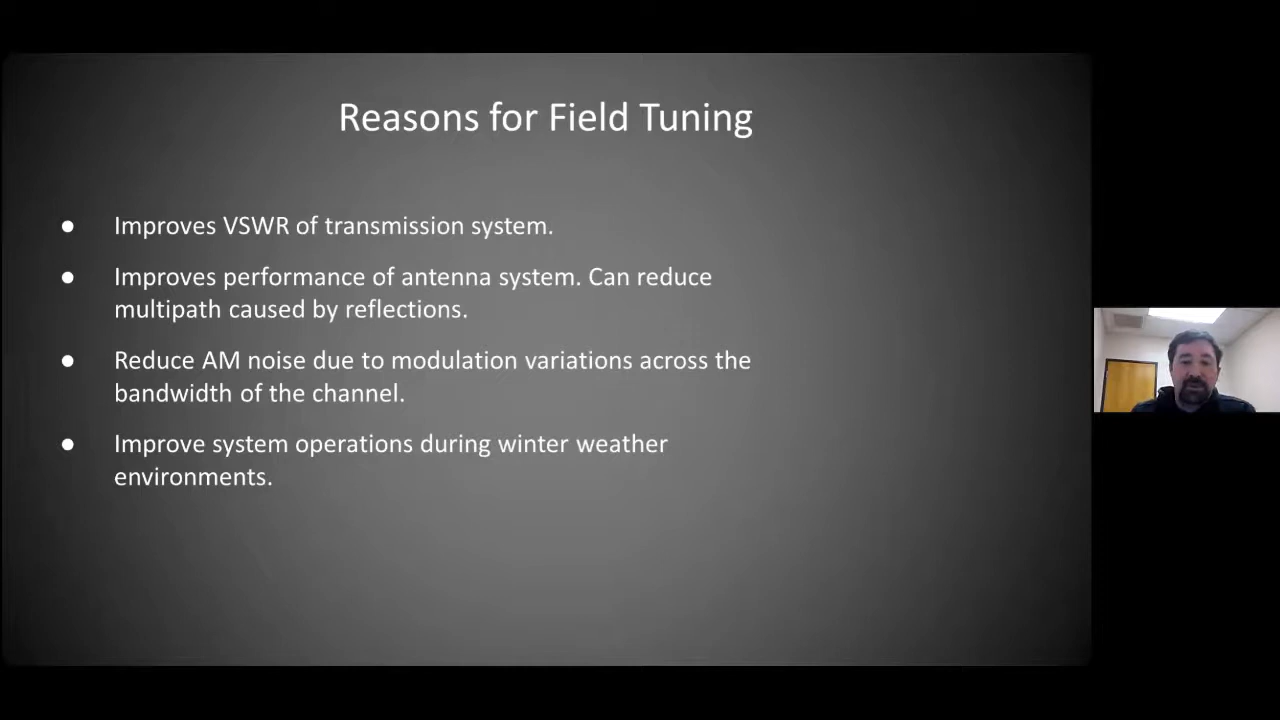 Reasons for Field Tuning
● Improves VSWR of transmission system.
● Improves performance of antenna system. Can reduce
multipath caused by reflections.
● Reduce AM noise due to modulation variations across the
bandwidth of the channel.
● Improve system operations during winter weather
environments.